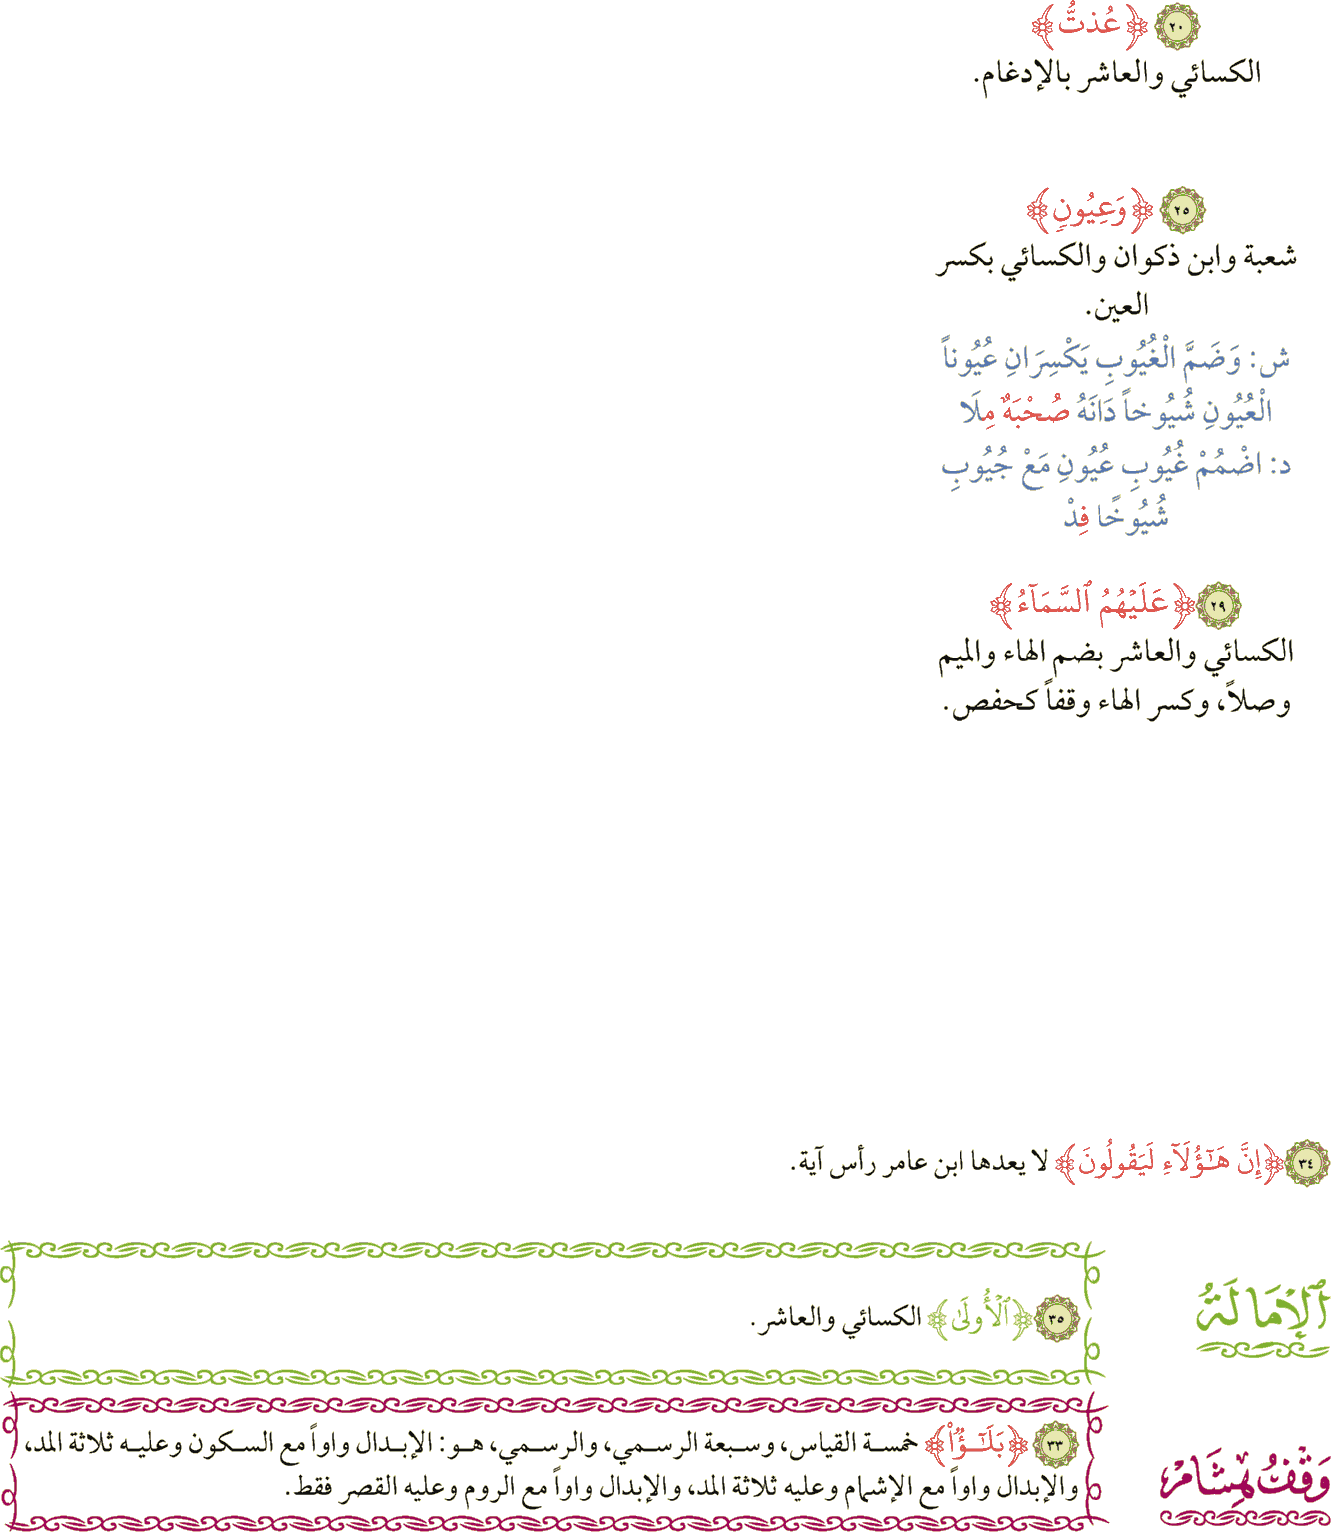 ٢٠ ﴿عُذتُّ﴾
الكسائي والعاشر بالإدغام.
٢٥ ﴿وَعِيُونٍ﴾
شعبة وابن ذكوان والكسائي بكسر
العين.
ش: وَضَمَّ الْغُيُوبِ يَكْسِرَانِ عُيُوناً
الْعُيُونِ شُيُوخاً دَانَهُ صُحْبَةٌ مِلَا
د: اضْمُمْ غُيُوبِ عُيُونِ مَعْ جُيُوبِ
شُيُوخًا فِدْ
٢٩ ﴿عَلَيْهُمُ ٱلسَّمَآءُ﴾
الكسائي والعاشر بضم الهاء والميم
وصلاً، وكسر الهاء وقفاً كحفص.
٣٤ ﴿إِنَّ هَٰٓؤُلَآءِ لَيَقُولُونَ﴾ لا يعدها ابن عامر رأس آية.
ٱلْإِمَالَةُ
٣٥ ﴿ٱلْأُولَىٰ﴾ الكسائي والعاشر.
وَقْفُ هِشَامْ
٣٣ ﴿بَلَٰٓـؤٌاْ﴾ خمسة القياس، وسبعة الرسمي، والرسمي، هو: الإبدال واواً مع السكون وعليه ثلاثة المد،
والإبدال واواً مع الإشمام وعليه ثلاثة المد، والإبدال واواً مع الروم وعليه القصر فقط.